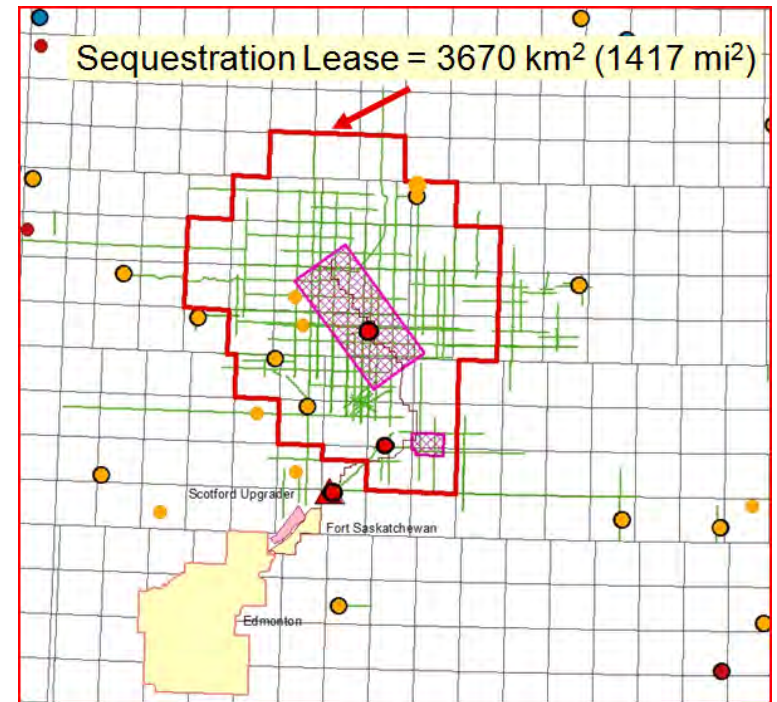 Sequestration Lease = 3670 km² (1417 mi²)
Scotford Upgrader
Fort Saskatchewan
Edmonton